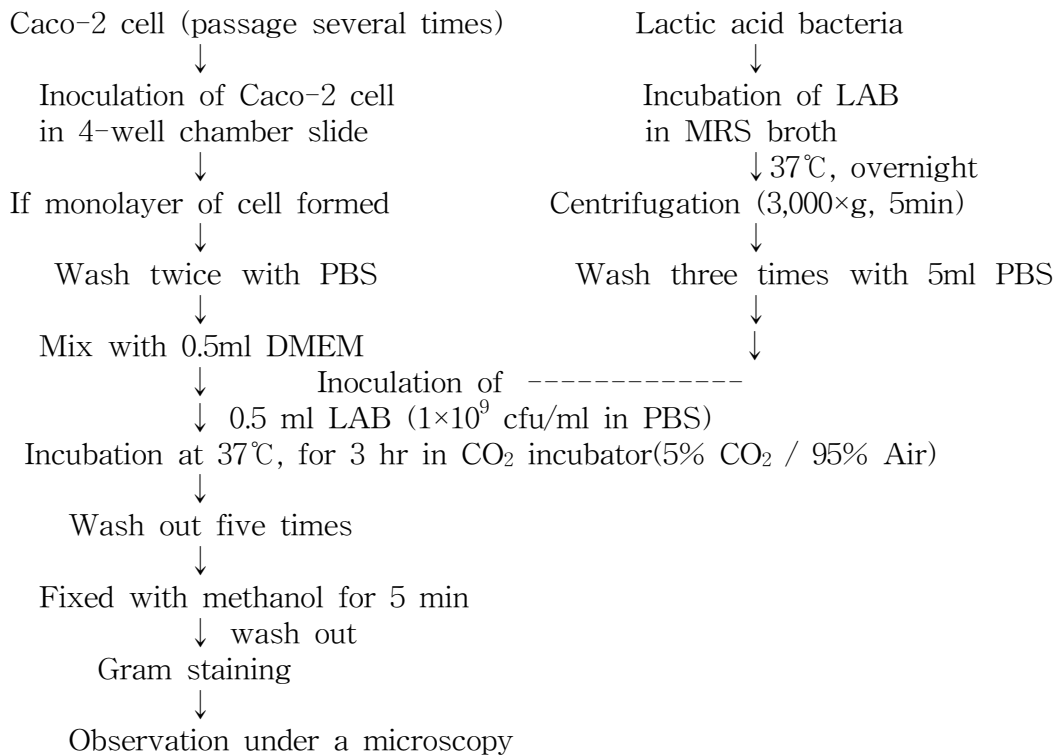 Caco-2 cell (passage several times) Lactic acid bacteria
↓ ↓
Inoculation of Caco-2 cell Incubation of LAB
in 4-well chamber slide in MRS broth
↓ ↓ 37℃, overnight
If monolayer of cell formed Centrifugation (3,000×g, 5min)
↓ ↓
Wash twice with PBS Wash three times with 5ml PBS
↓ ↓
Mix with 0.5ml DMEM ↓
↓ Inoculation of -------------
↓ 0.5 ml LAB (1×10⁹ cfu/ml in PBS)
Incubation at 37℃, for 3 hr in CO₂ incubator(5% CO₂ / 95% Air)
↓
Wash out five times
↓
Fixed with methanol for 5 min
↓ wash out
Gram staining
↓
Observation under a microscopy